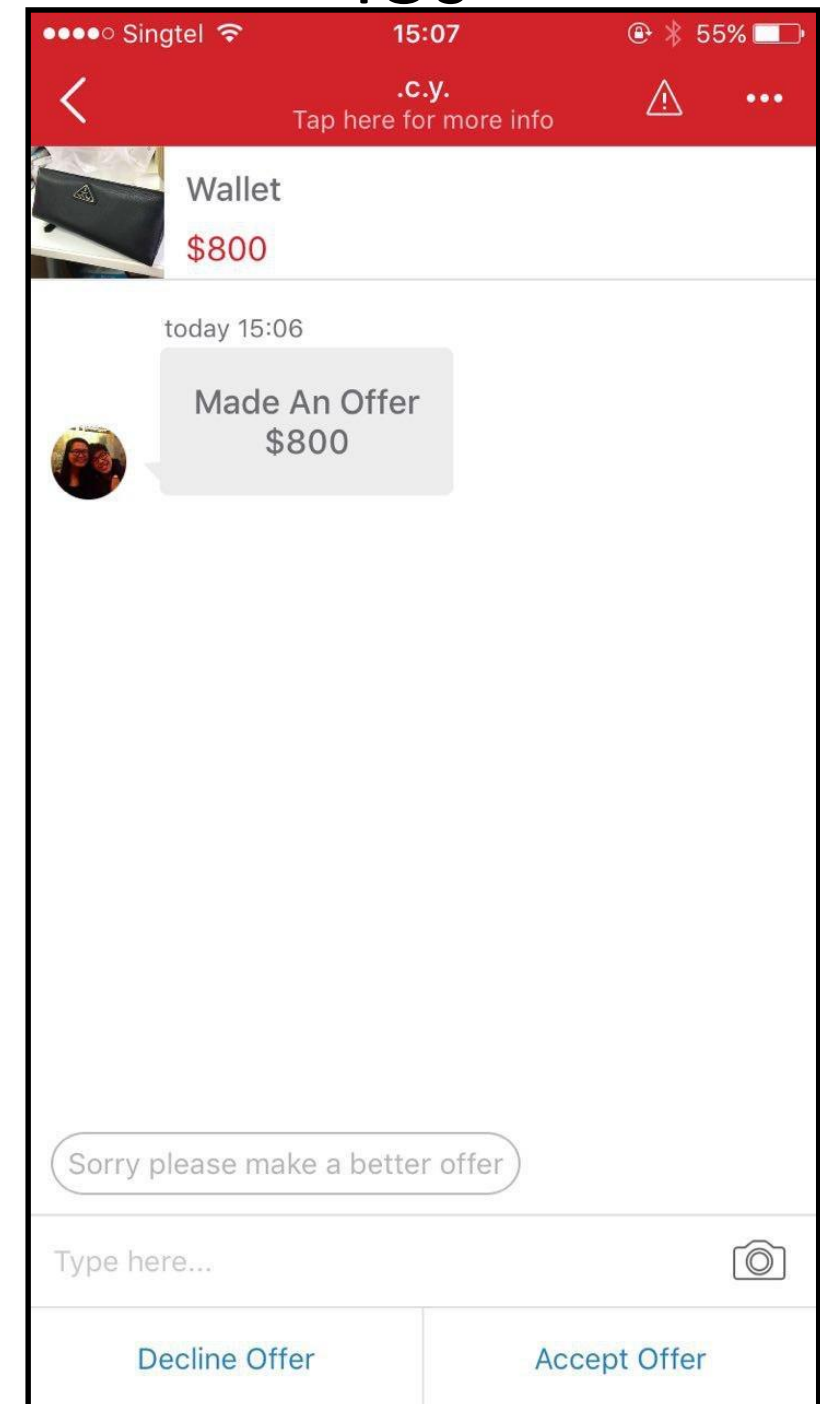 Singtel 15:07 55%
.c.y.
Tap here for more info
Wallet
$800
today 15:06
Made An Offer
$800
Sorry please make a better offer
Type here...
Decline Offer
Accept Offer